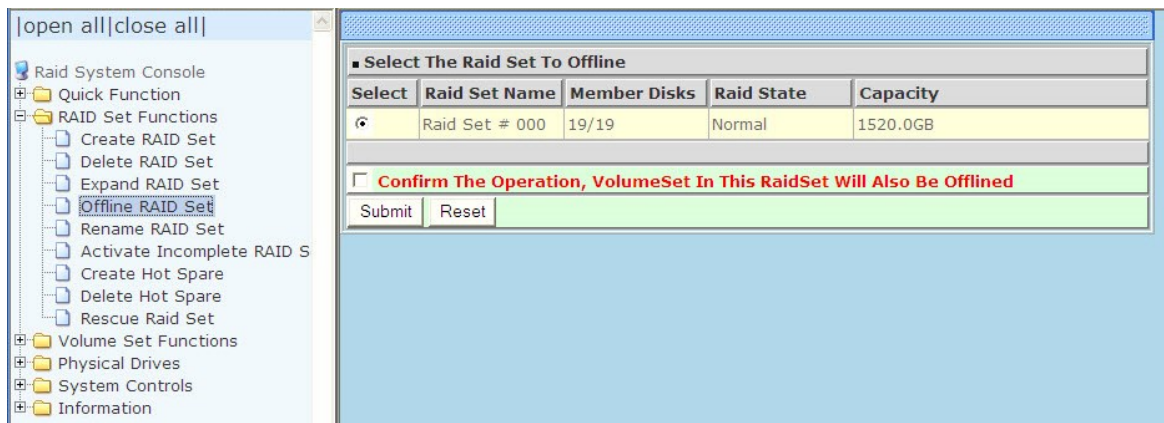 |open all|close all|
Raid System Console
Quick Function
RAID Set Functions
Create RAID Set
Delete RAID Set
Expand RAID Set
Offline RAID Set
Rename RAID Set
Activate Incomplete RAID S
Create Hot Spare
Delete Hot Spare
Rescue Raid Set
Volume Set Functions
Physical Drives
System Controls
Information
Select The Raid Set To Offline
Select Raid Set Name Member Disks Raid State Capacity
Raid Set # 000 19/19 Normal 1520.0GB
Confirm The Operation, VolumeSet In This RaidSet Will Also Be Offlined
Submit Reset